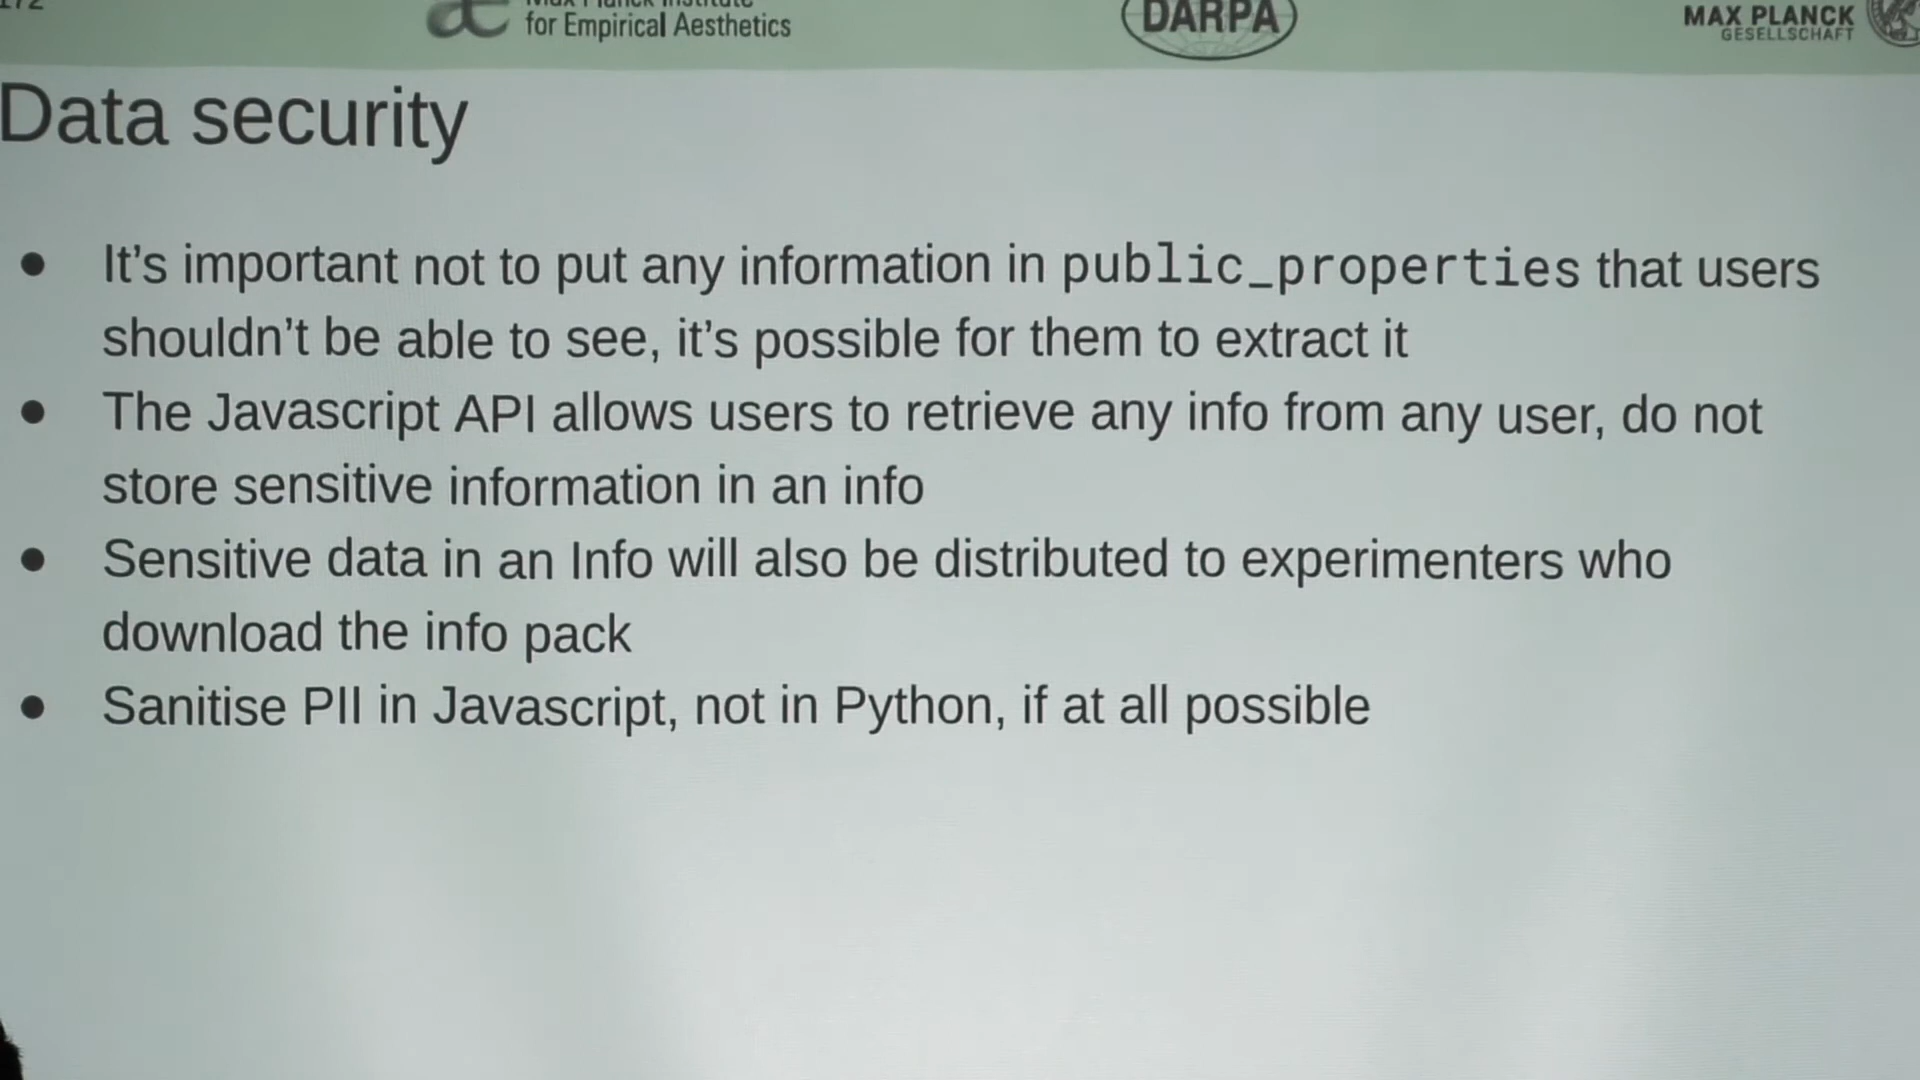 for Empirical Aesthetics
DARPA
MAX PLANCK
GESELLSCHAFT
Data security
● It’s important not to put any information in public_properties that users
shouldn’t be able to see, it’s possible for them to extract it
● The Javascript API allows users to retrieve any info from any user, do not
store sensitive information in an info
● Sensitive data in an Info will also be distributed to experimenters who
download the info pack
● Sanitise PII in Javascript, not in Python, if at all possible